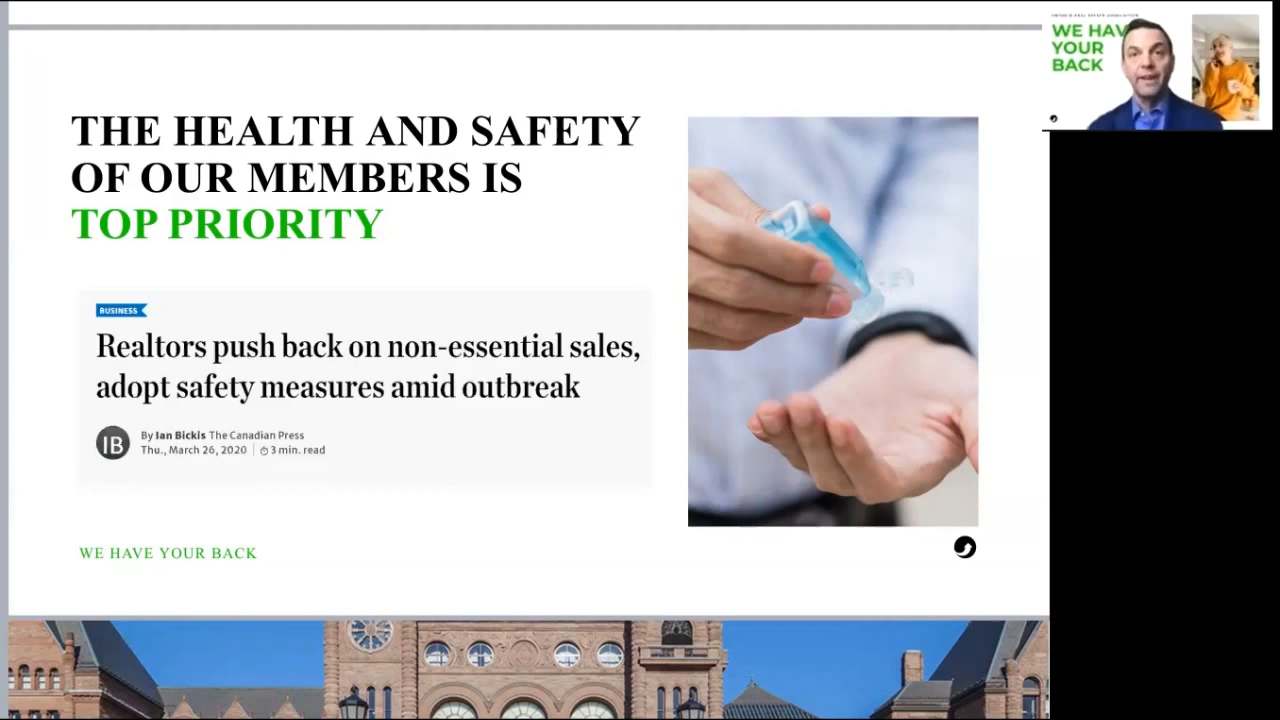 THE HEALTH AND SAFETY
OF OUR MEMBERS IS
TOP PRIORITY
BUSINESS
Realtors push back on non-essential sales,
adopt safety measures amid outbreak
IB
By Ian Bickis The Canadian Press
Thu., March 26, 2020 | 3 min. read
WE HAVE YOUR BACK
WE HAV
YOUR
BACK